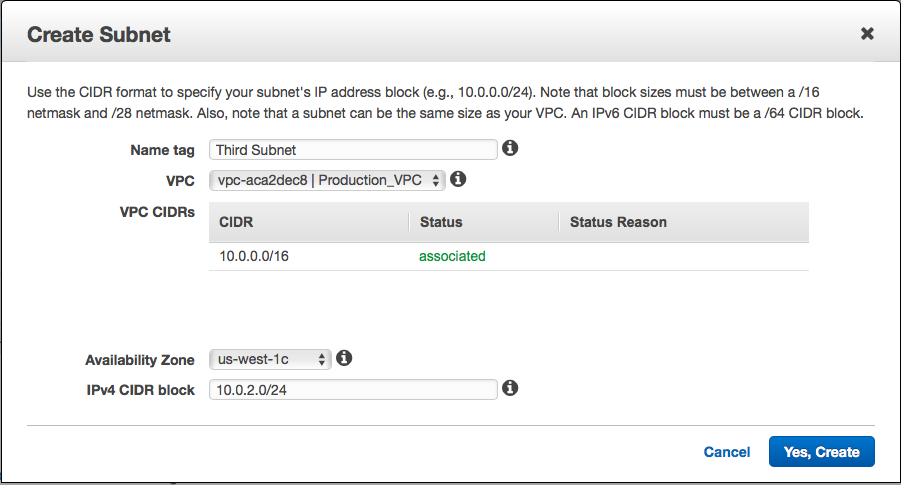 Create Subnet
Use the CIDR format to specify your subnet's IP address block (e.g., 10.0.0.0/24). Note that block sizes must be between a /16
netmask and /28 netmask. Also, note that a subnet can be the same size as your VPC. An IPv6 CIDR block must be a /64 CIDR block.
Name tag Third Subnet
VPC vpc-aca2dec8 | Production_VPC
VPC CIDRs CIDR Status Status Reason
10.0.0.0/16 associated
Availability Zone us-west-1c
IPv4 CIDR block 10.0.2.0/24
Cancel Yes, Create